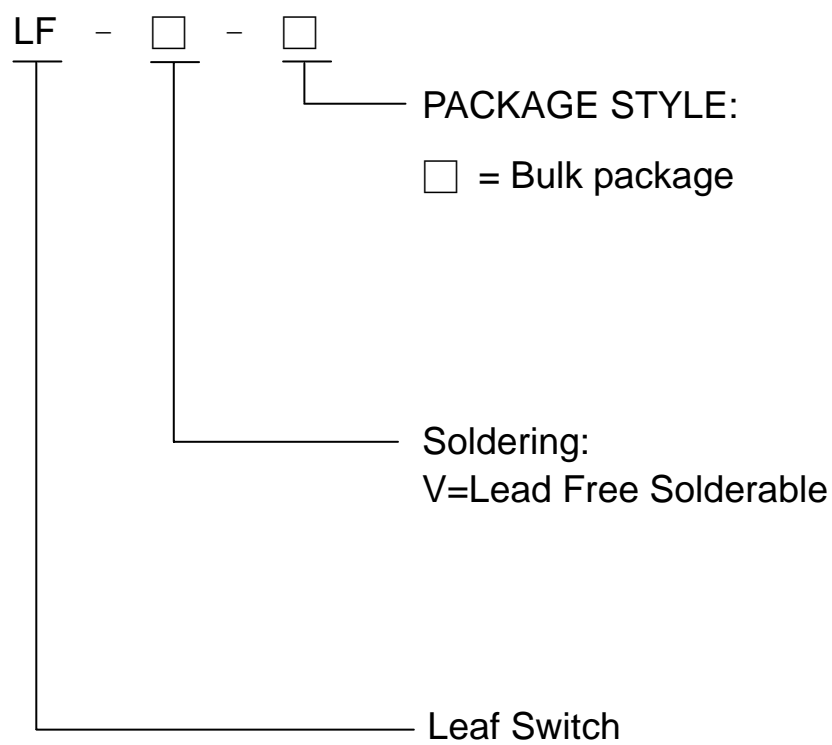 LF - □ - □
PACKAGE STYLE:
□ = Bulk package
Soldering:
V=Lead Free Solderable
Leaf Switch